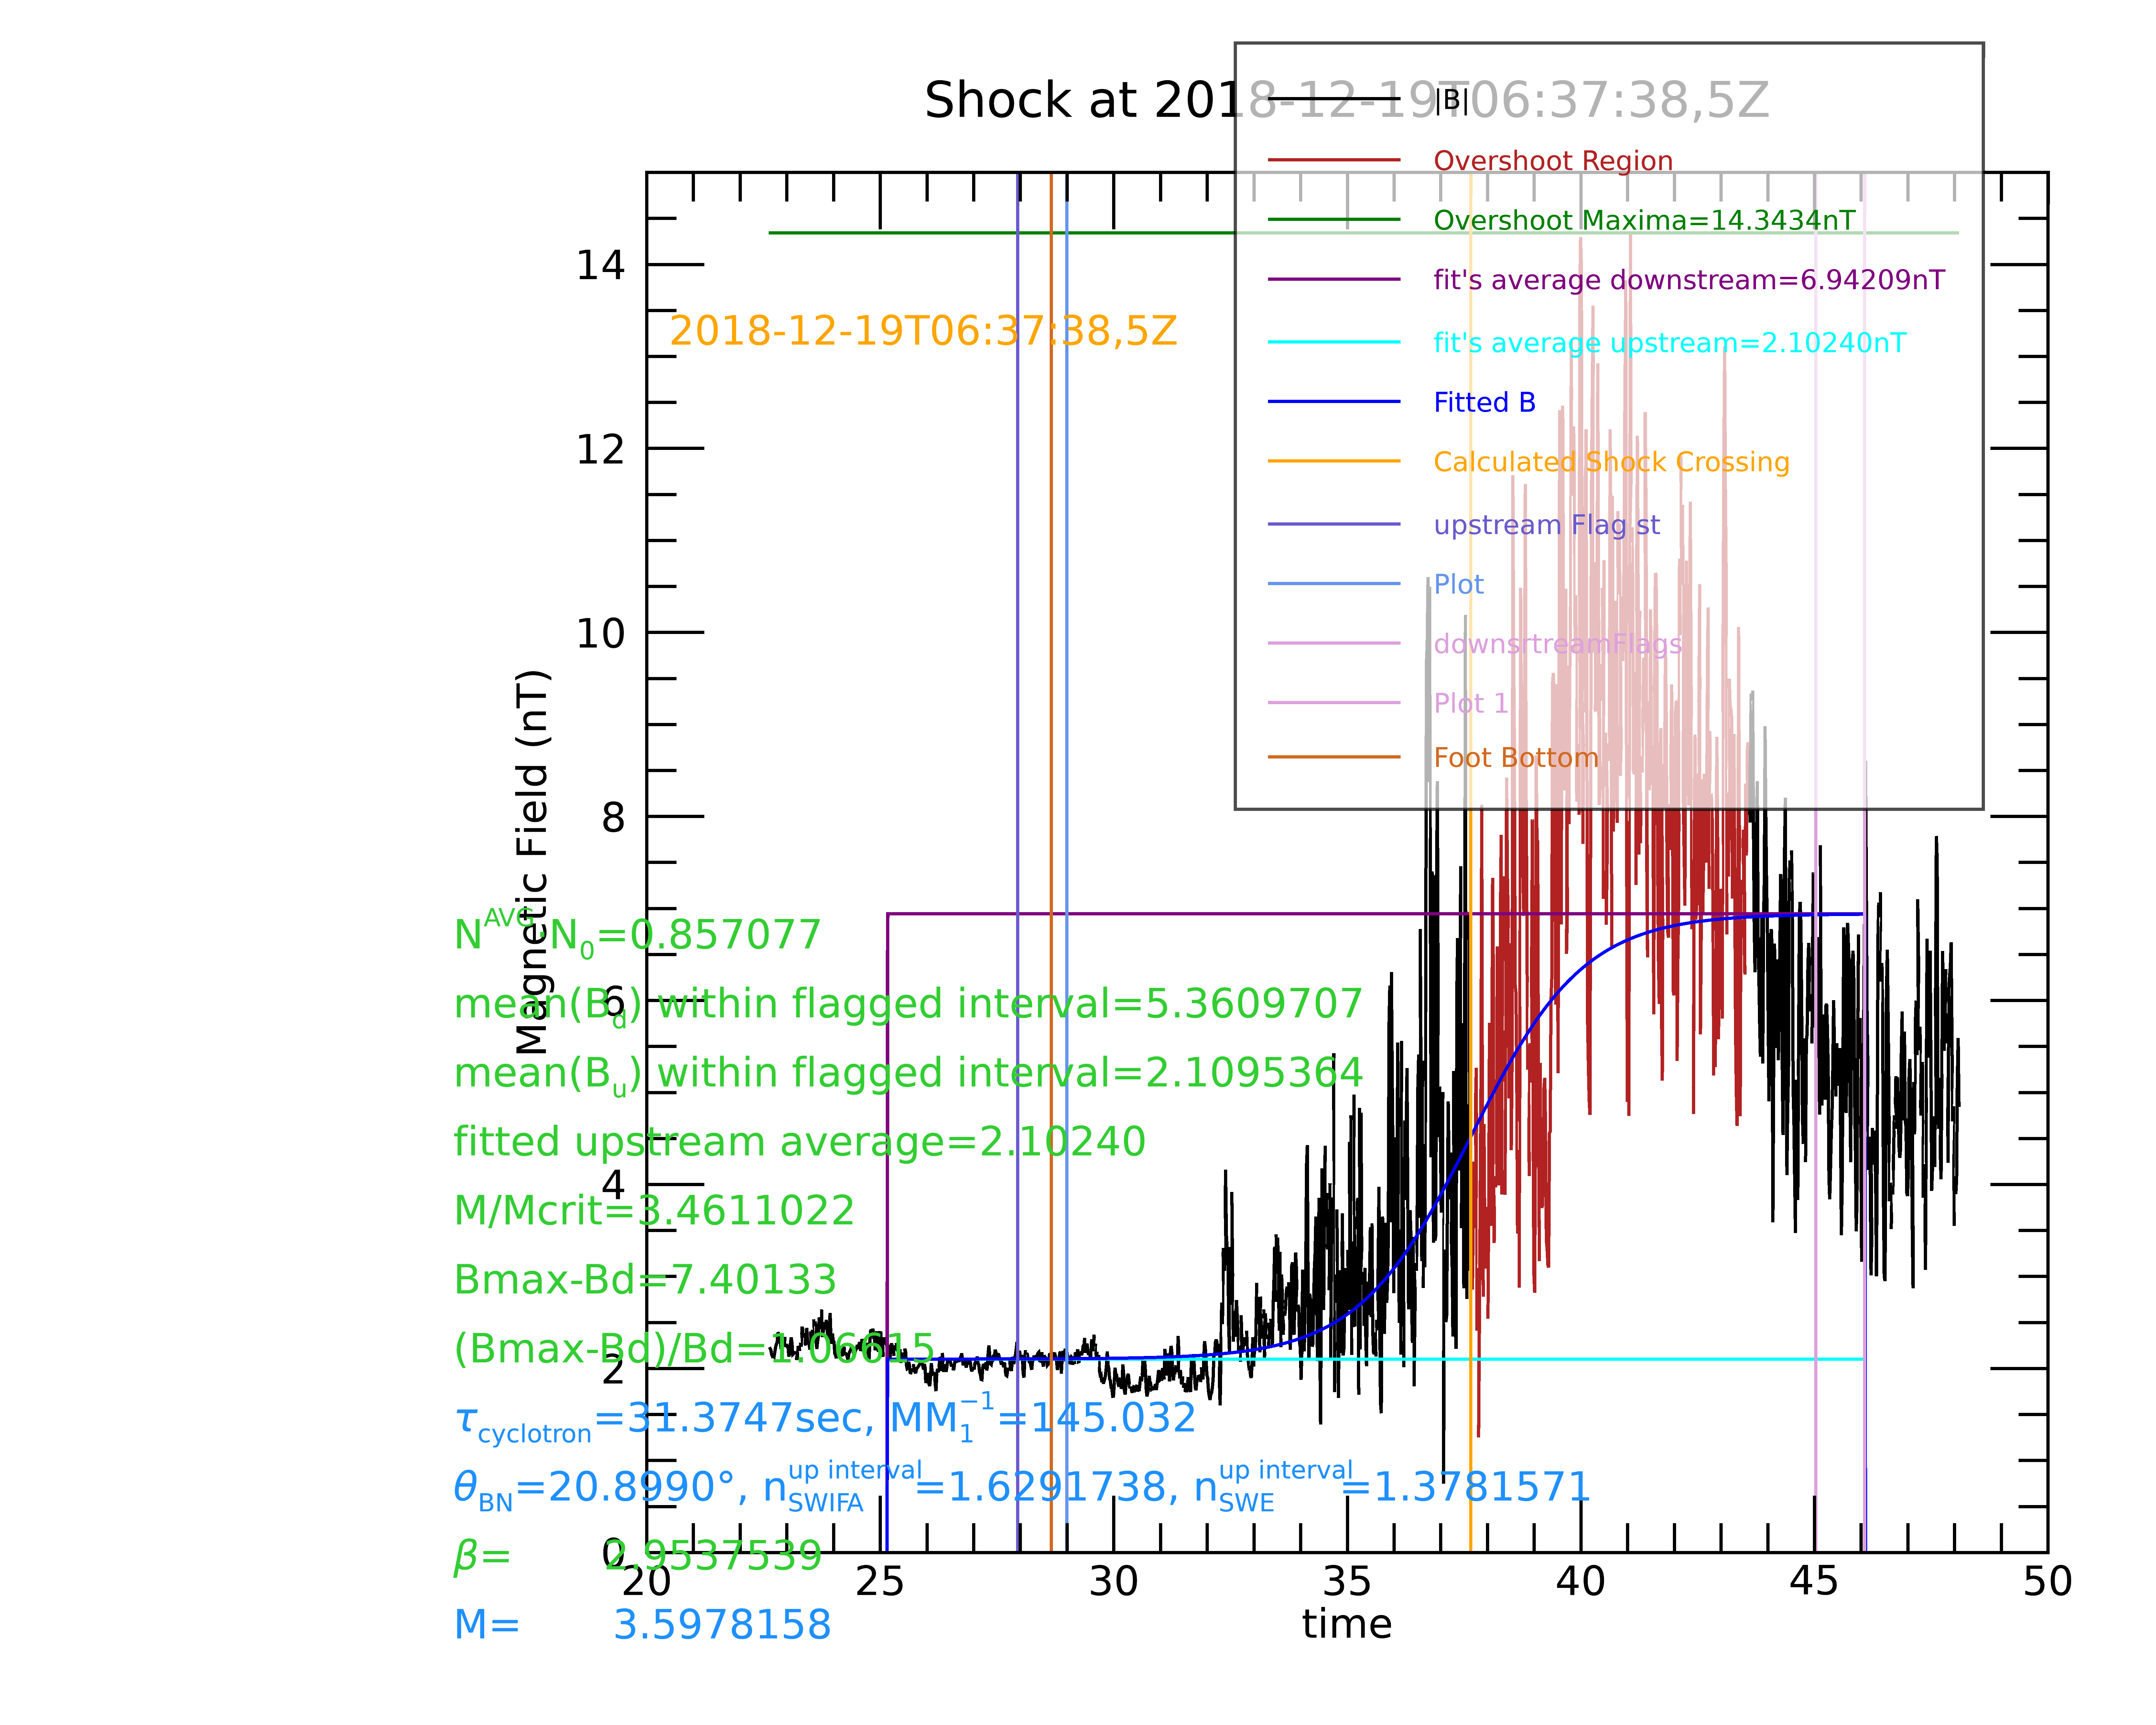 Shock at 2018-12-19T06:37:38,5Z
|B|
Overshoot Region
Overshoot Maxima=14.3434nT
fit's average downstream=6.94209nT
fit's average upstream=2.10240nT
Fitted B
Calculated Shock Crossing
upstream Flag st
Plot
downsrtreamFlags
Plot 1
Foot Bottom
2018-12-19T06:37:38,5Z
Magnetic Field (nT)
14
12
10
8
6
4
2
0
N^AVG·N_0=0.857077
mean(B_d) within flagged interval=5.3609707
mean(B_u) within flagged interval=2.1095364
fitted upstream average=2.10240
M/Mcrit=3.4611022
Bmax-Bd=7.40133
(Bmax-Bd)/Bd=1.06615
τ_cyclotron=31.3747sec, MM_1^−1=145.032
θ_BN=20.8990°, n_SWIFA^up interval=1.6291738, n_SWE^up interval=1.3781571
β= 2.9537539
M= 3.5978158
20 25 30 35 40 45 50
time